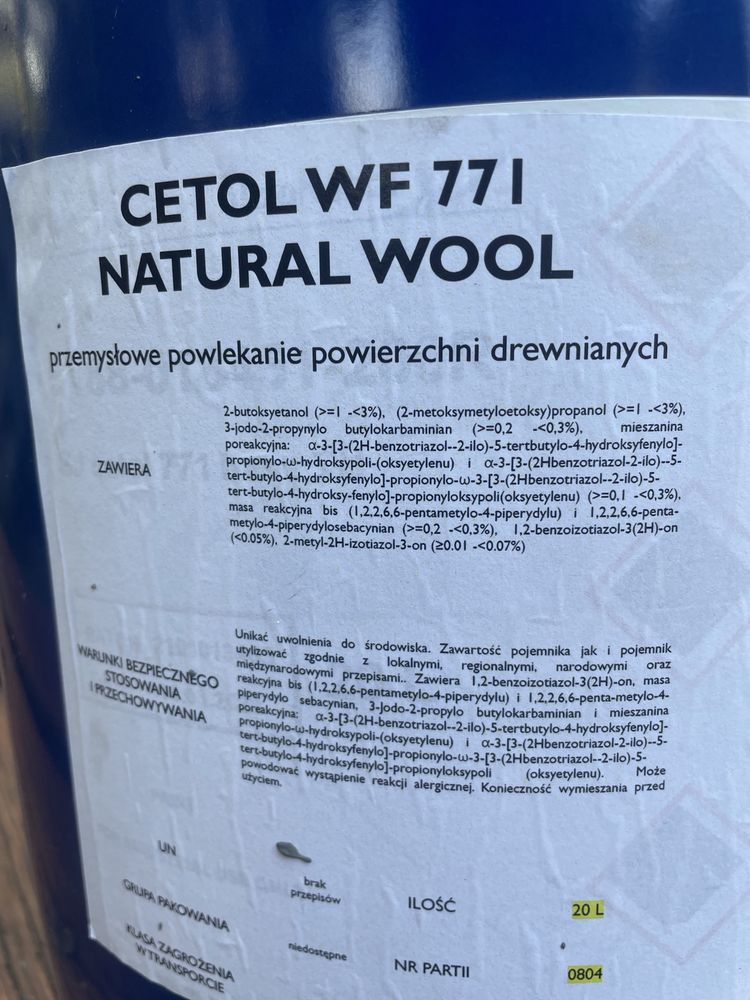 CETOL WF 771
NATURAL WOOL
przemysłowe powlekanie powierzchni drewnianych
ZAWIERA
2-butoksyetanol (>=1 -<3%), (2-metoksymetyloetoksy)propanol (>=1 -<3%),
3-jodo-2-propynylo butylokarbaminian (>=0,2 -<0,3%), mieszanina
poreakcyjna: α-3-[3-(2H-benzotriazol--2-ilo)-5-tertbutylo-4-hydroksyfenylo]-
propionylo-ω-hydroksypoli-(oksyetylenu) i α-3-[3-(2Hbenzotriazol-2-ilo)--5-
tert-butylo-4-hydroksyfenylo]-propionylo-ω-3-[3-(2Hbenzotriazol--2-ilo)-5-
tert-butylo-4-hydroksy-fenylo]-propionyloksypoli(oksyetylenu) (>=0,1 -<0,3%),
masa reakcyjna bis (1,2,2,6,6-pentametylo-4-piperydylu) i 1,2,2,6,6-penta-
metylo-4-piperydylosebacynian (>=0,2 -<0,3%), 1,2-benzoizotiazol-3(2H)-on
(<0.05%), 2-metyl-2H-izotiazol-3-on (≥0.01 -<0.07%)
WARUNKI BEZPIECZNEGO
STOSOWANIA
I PRZECHOWYWANIA
Unikać uwolnienia do środowiska. Zawartość pojemnika jak i pojemnik
utylizować zgodnie z lokalnymi, regionalnymi, narodowymi oraz
międzynarodowymi przepisami.. Zawiera 1,2-benzoizotiazol-3(2H)-on, masa
reakcyjna bis (1,2,2,6,6-pentametylo-4-piperydylu) i 1,2,2,6,6-penta-metylo-4-
piperydylo sebacynian, 3-Jodo-2-propylo butylokarbaminian i mieszanina
poreakcyjna: α-3-[3-(2H-benzotriazol--2-ilo)-5-tertbutylo-4-hydroksyfenylo]-
propionylo-ω-hydroksypoli-(oksyetylenu) i α-3-[3-(2Hbenzotriazol-2-ilo)--5-
tert-butylo-4-hydroksyfenylo]-propionylo-ω-3-[3-(2Hbenzotriazol--2-ilo)-5-
tert-butylo-4-hydroksyfenylo]-propionyloksypoli (oksyetylenu). Może
powodować wystąpienie reakcji alergicznej. Konieczność wymieszania przed
użyciem.
UN
brak
przepisów
ILOŚĆ
20 L
GRUPA PAKOWANIA
niedostępne
NR PARTII
0804
KLASA ZAGROŻENIA
W TRANSPORCIE